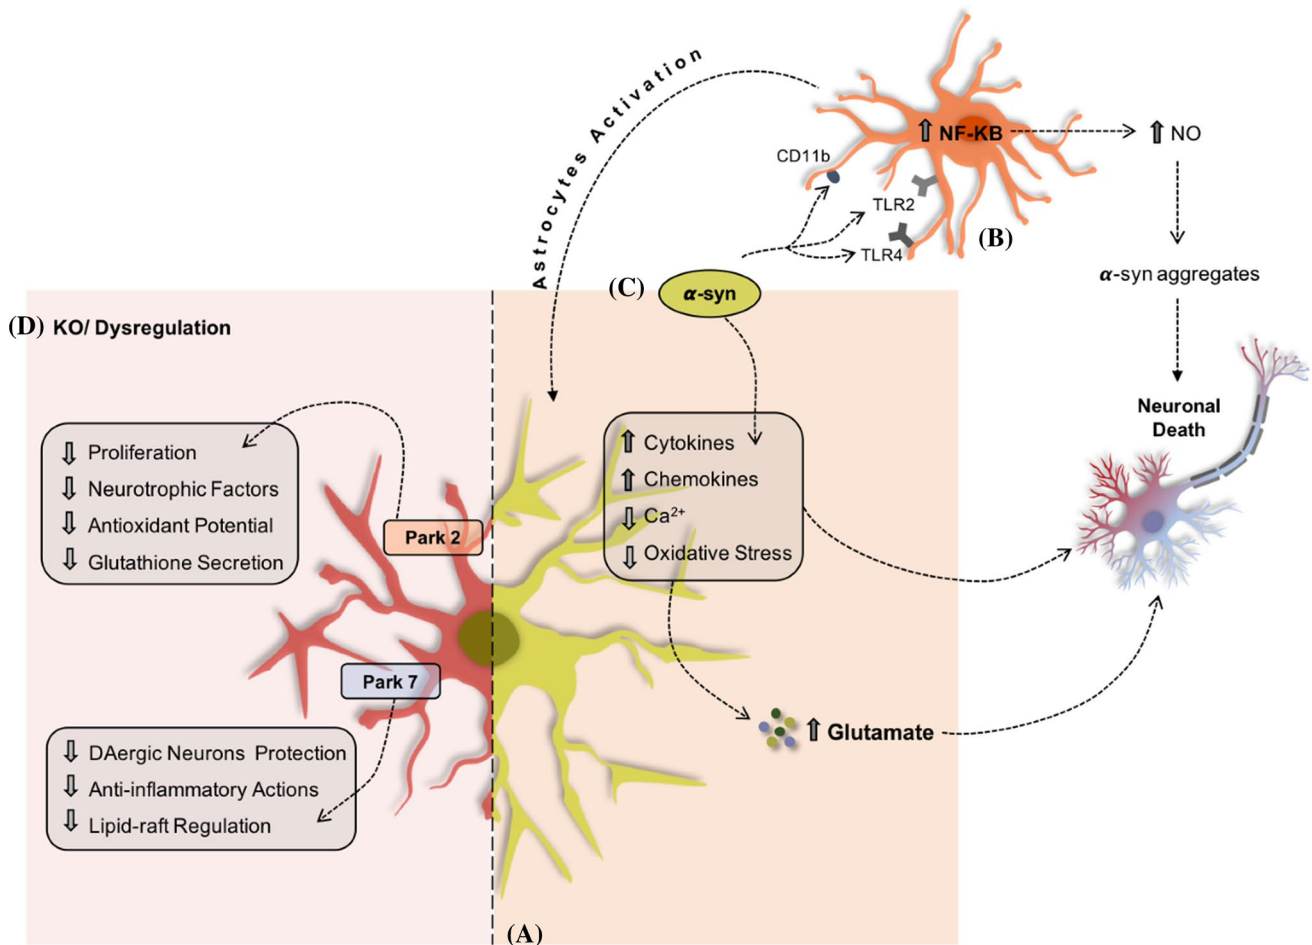 Astrocytes Activation
⇧ NF-KB
⇧ NO
CD11b
TLR2
TLR4
(B)
α-syn aggregates
(C)
α-syn
(D) KO/ Dysregulation
Neuronal
Death
⇩ Proliferation
⇩ Neurotrophic Factors
⇩ Antioxidant Potential
⇩ Glutathione Secretion
Park 2
⇧ Cytokines
⇧ Chemokines
⇩ Ca²⁺
⇩ Oxidative Stress
Park 7
⇩ DAergic Neurons Protection
⇩ Anti-inflammatory Actions
⇩ Lipid-raft Regulation
⇧ Glutamate
(A)